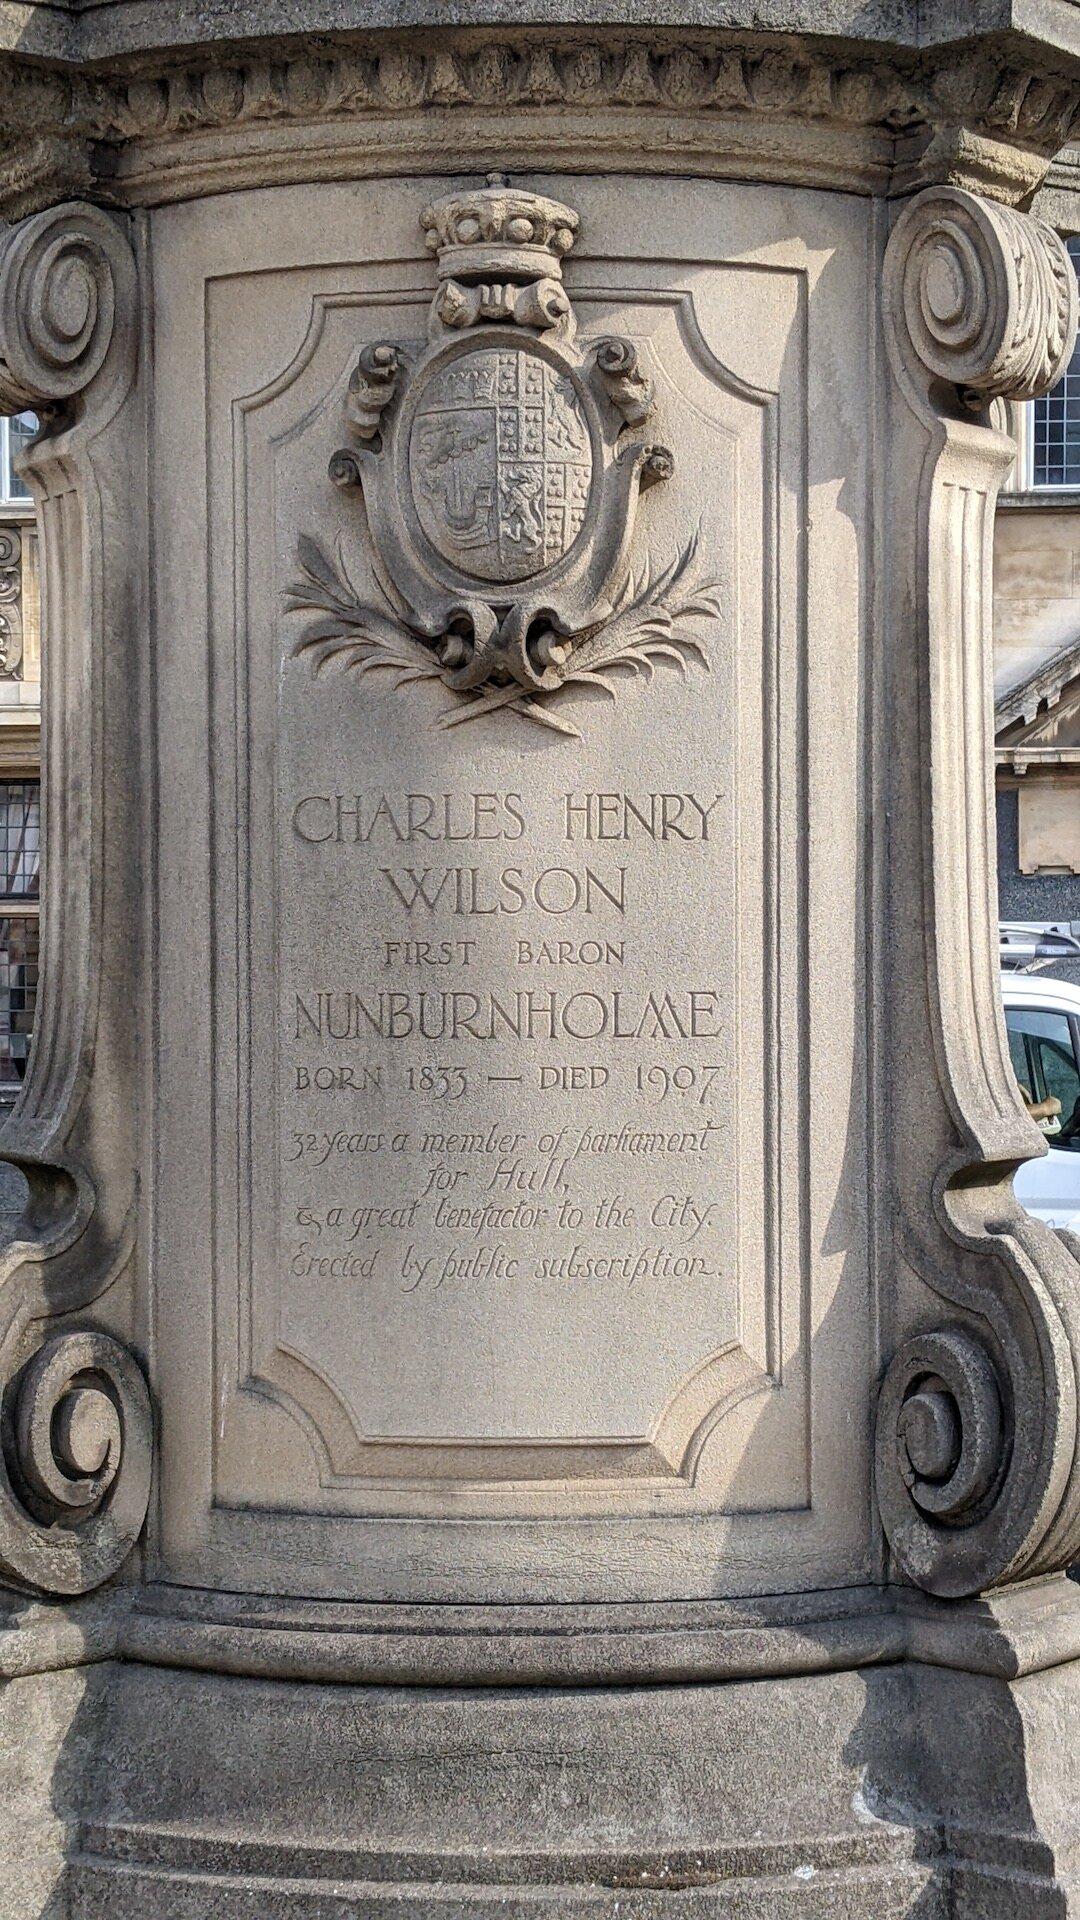 CHARLES HENRY
WILSON
FIRST BARON
NUNBURNHOLME
BORN 1833 — DIED 1907
32 years a member of parliament
for Hull,
& a great benefactor to the City.
Erected by public subscription.